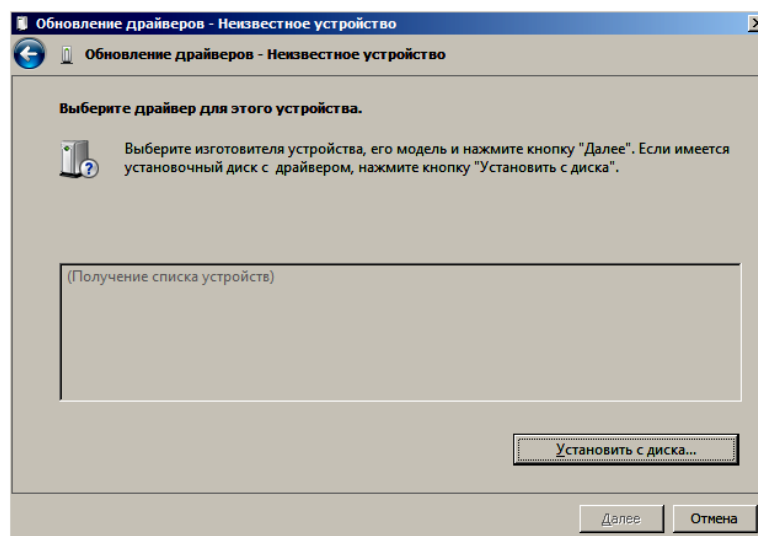 Обновление драйверов - Неизвестное устройство
Обновление драйверов - Неизвестное устройство
Выберите драйвер для этого устройства.
Выберите изготовителя устройства, его модель и нажмите кнопку "Далее". Если имеется
установочный диск с драйвером, нажмите кнопку "Установить с диска".
(Получение списка устройств)
Установить с диска...
Далее
Отмена